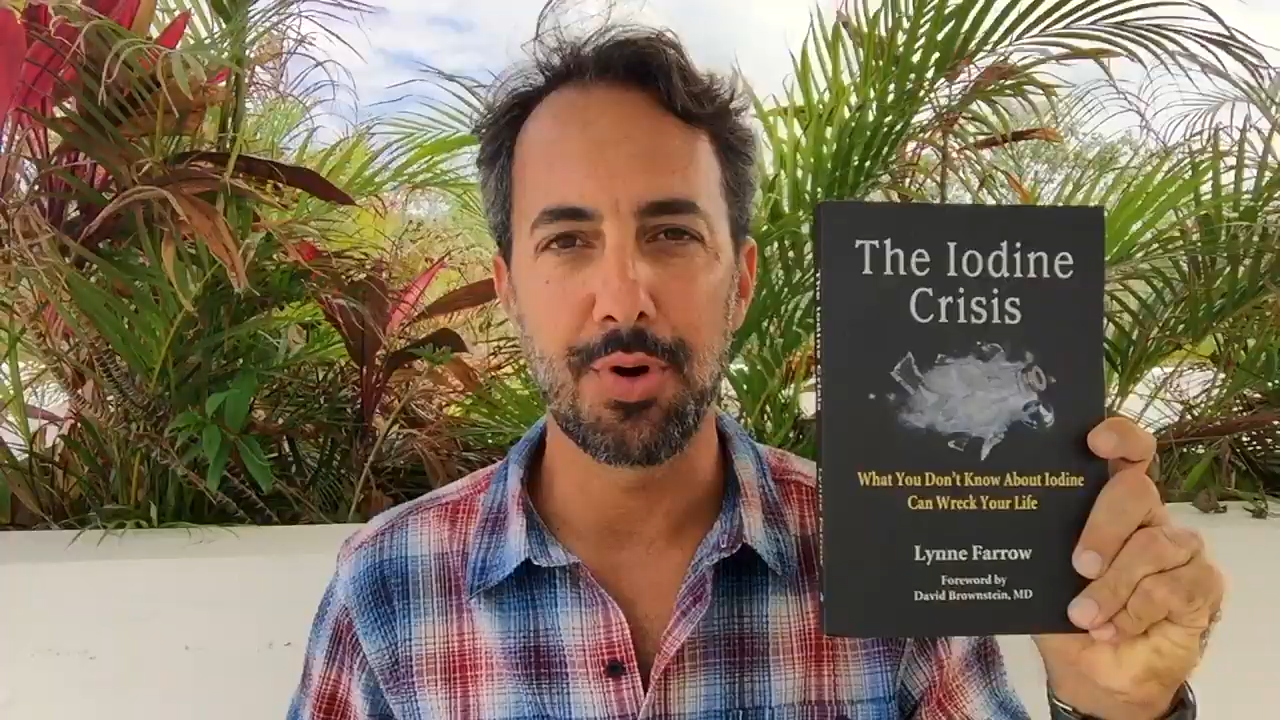 The Iodine
Crisis
What You Don't Know About Iodine
Can Wreck Your Life
Lynne Farrow
Foreword by
David Brownstein, MD